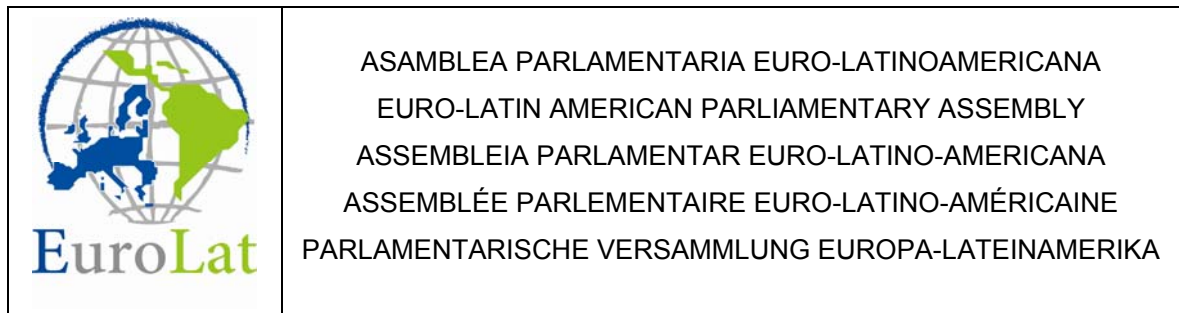 EuroLat
ASAMBLEA PARLAMENTARIA EURO-LATINOAMERICANA
EURO-LATIN AMERICAN PARLIAMENTARY ASSEMBLY
ASSEMBLEIA PARLAMENTAR EURO-LATINO-AMERICANA
ASSEMBLÉE PARLEMENTAIRE EURO-LATINO-AMÉRICAINE
PARLAMENTARISCHE VERSAMMLUNG EUROPA-LATEINAMERIKA